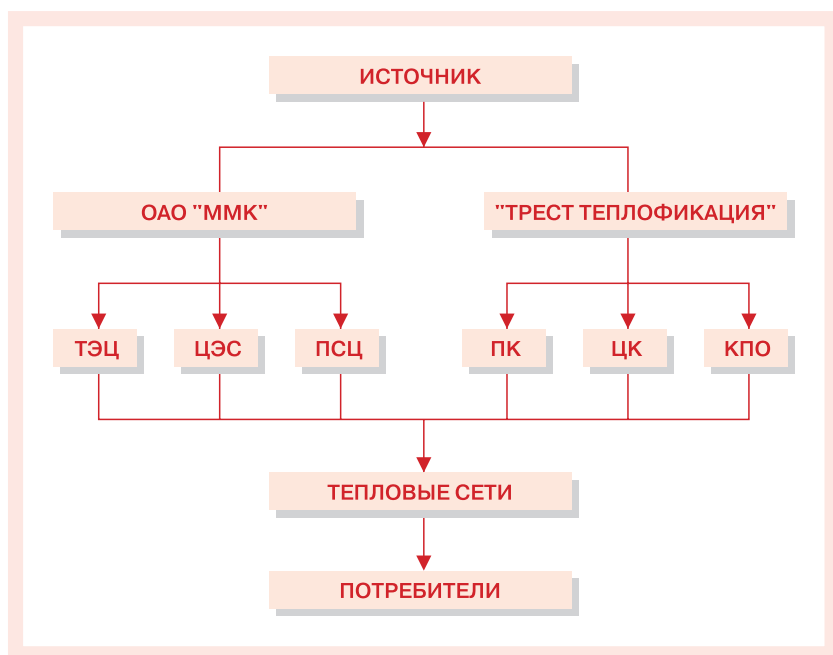 ИСТОЧНИК
ОАО "ММК"
"ТРЕСТ ТЕПЛОФИКАЦИЯ"
ТЭЦ
ЦЭС
ПСЦ
ПК
ЦК
КПО
ТЕПЛОВЫЕ СЕТИ
ПОТРЕБИТЕЛИ